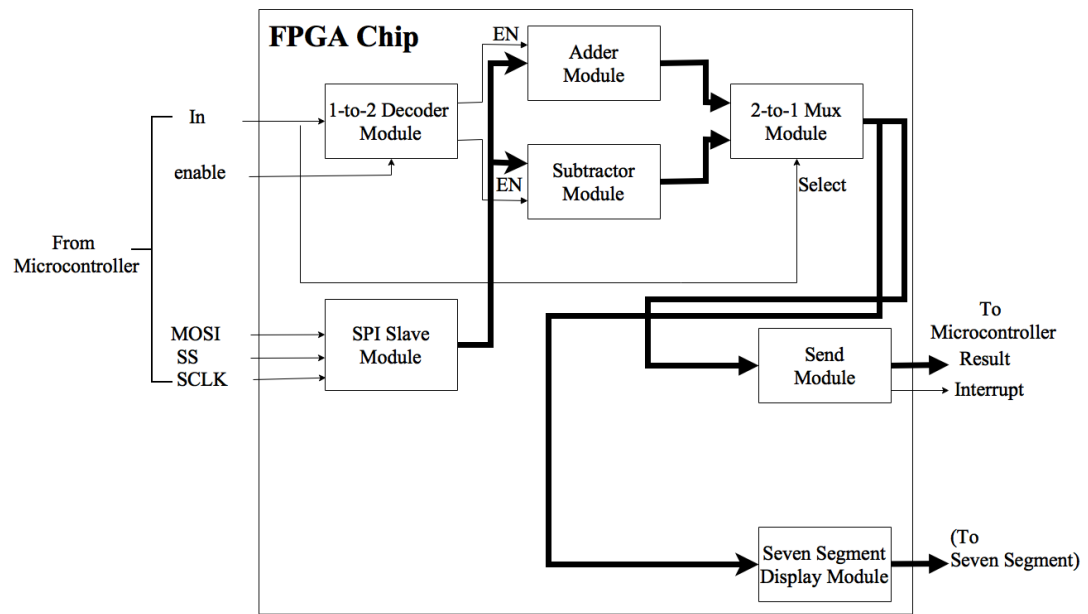 FPGA Chip
EN
Adder
Module
1-to-2 Decoder
Module
2-to-1 Mux
Module
In
enable
EN
Subtractor
Module
Select
From
Microcontroller
MOSI
SS
SCLK
SPI Slave
Module
Send
Module
To
Microcontroller
Result
Interrupt
Seven Segment
Display Module
(To
Seven Segment)